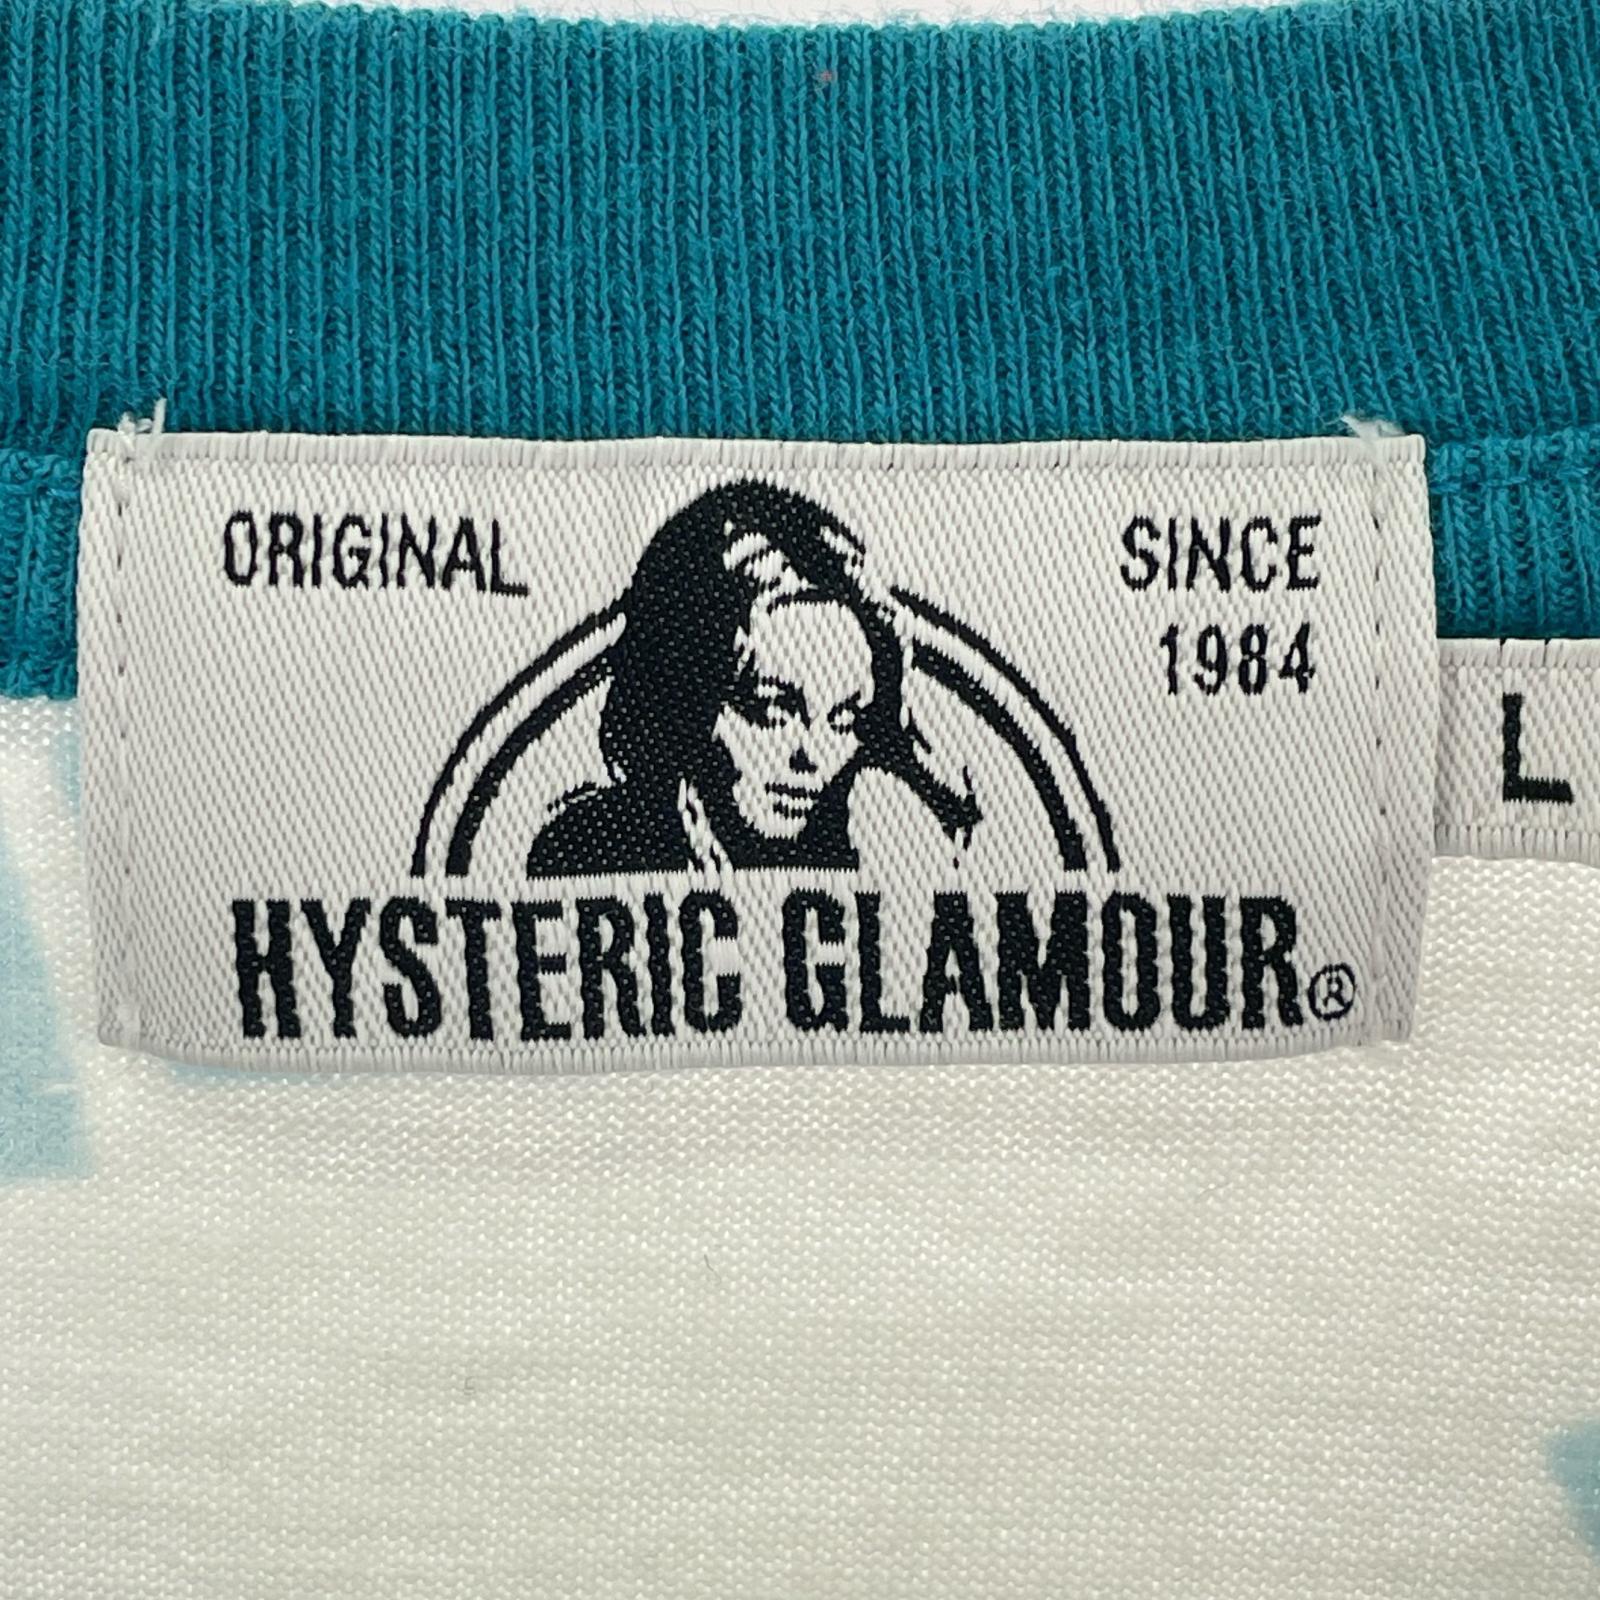 ORIGINAL
SINCE
1984
L
HYSTERIC GLAMOUR®